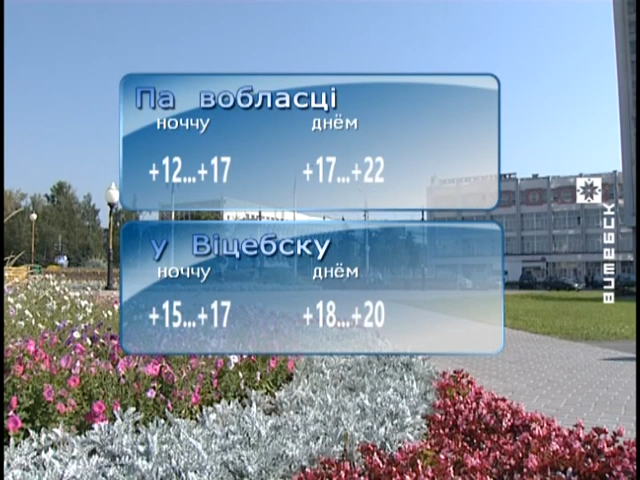 Па вобласці
ноччу днём
+12...+17 +17...+22
у Віцебску
ноччу днём
+15...+17 +18...+20
ВИТЕБСК